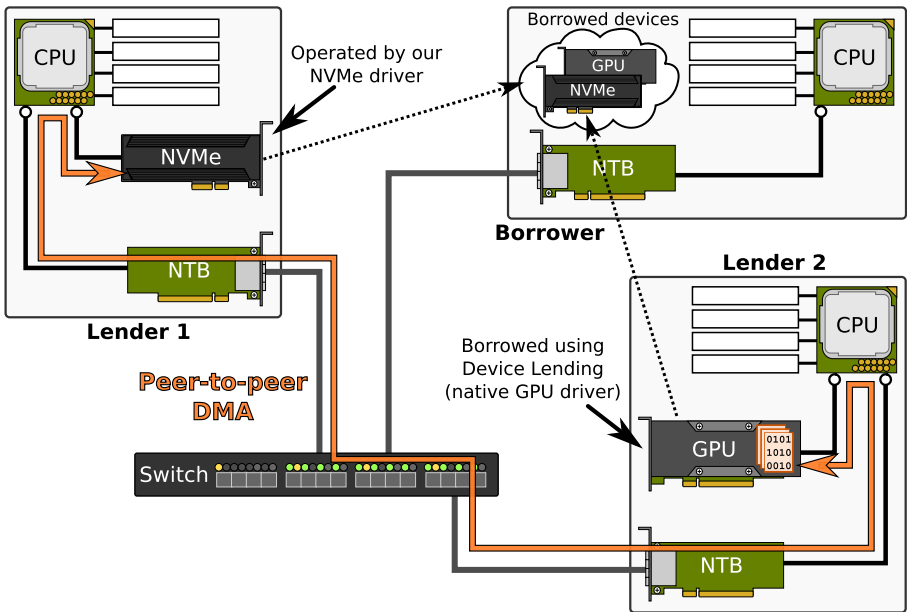 CPU
Operated by our
NVMe driver
NVMe
NTB
Lender 1
Borrowed devices
GPU
NVMe
CPU
NTB
Borrower
Lender 2
CPU
Borrowed using
Device Lending
(native GPU driver)
GPU
0101
1010
0010
NTB
Peer-to-peer
DMA
Switch